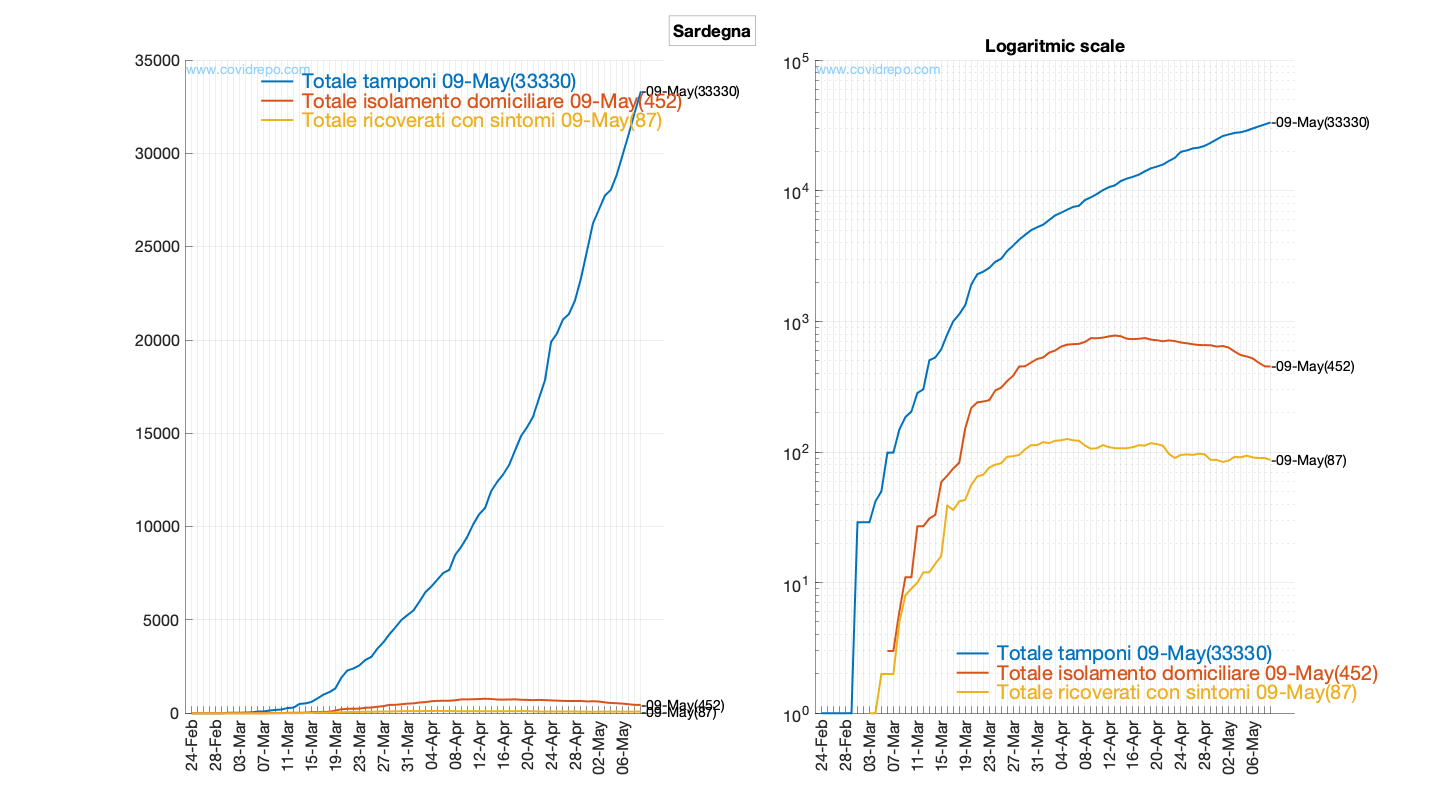 Sardegna
www.covidrepo.com
Totale tamponi 09-May(33330)
Totale isolamento domiciliare 09-May(452)
Totale ricoverati con sintomi 09-May(87)
-09-May(33330)
-09-May(452)
-09-May(87)
35000
30000
25000
20000
15000
10000
5000
0
24-Feb
28-Feb
03-Mar
07-Mar
11-Mar
15-Mar
19-Mar
23-Mar
27-Mar
31-Mar
04-Apr
08-Apr
12-Apr
16-Apr
20-Apr
24-Apr
28-Apr
02-May
06-May
Logaritmic scale
www.covidrepo.com
10^5
10^4
10^3
10^2
10^1
10^0
-09-May(33330)
-09-May(452)
-09-May(87)
Totale tamponi 09-May(33330)
Totale isolamento domiciliare 09-May(452)
Totale ricoverati con sintomi 09-May(87)
24-Feb
28-Feb
03-Mar
07-Mar
11-Mar
15-Mar
19-Mar
23-Mar
27-Mar
31-Mar
04-Apr
08-Apr
12-Apr
16-Apr
20-Apr
24-Apr
28-Apr
02-May
06-May